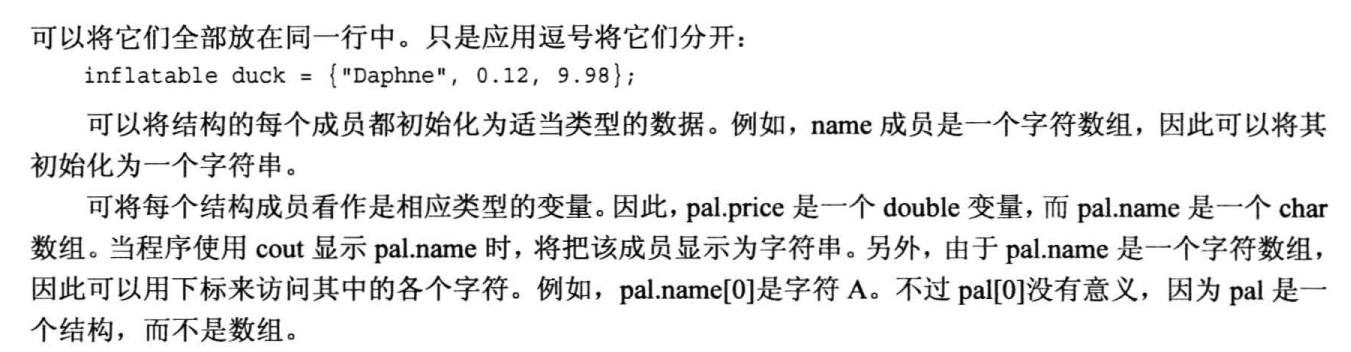 可以将它们全部放在同一行中。只是应用逗号将它们分开：
inflatable duck = {"Daphne", 0.12, 9.98};
可以将结构的每个成员都初始化为适当类型的数据。例如，name 成员是一个字符数组，因此可以将其
初始化为一个字符串。
可将每个结构成员看作是相应类型的变量。因此，pal.price 是一个 double 变量，而 pal.name 是一个 char
数组。当程序使用 cout 显示 pal.name 时，将把该成员显示为字符串。另外，由于 pal.name 是一个字符数组，
因此可以用下标来访问其中的各个字符。例如，pal.name[0]是字符 A。不过 pal[0]没有意义，因为 pal 是一
个结构，而不是数组。